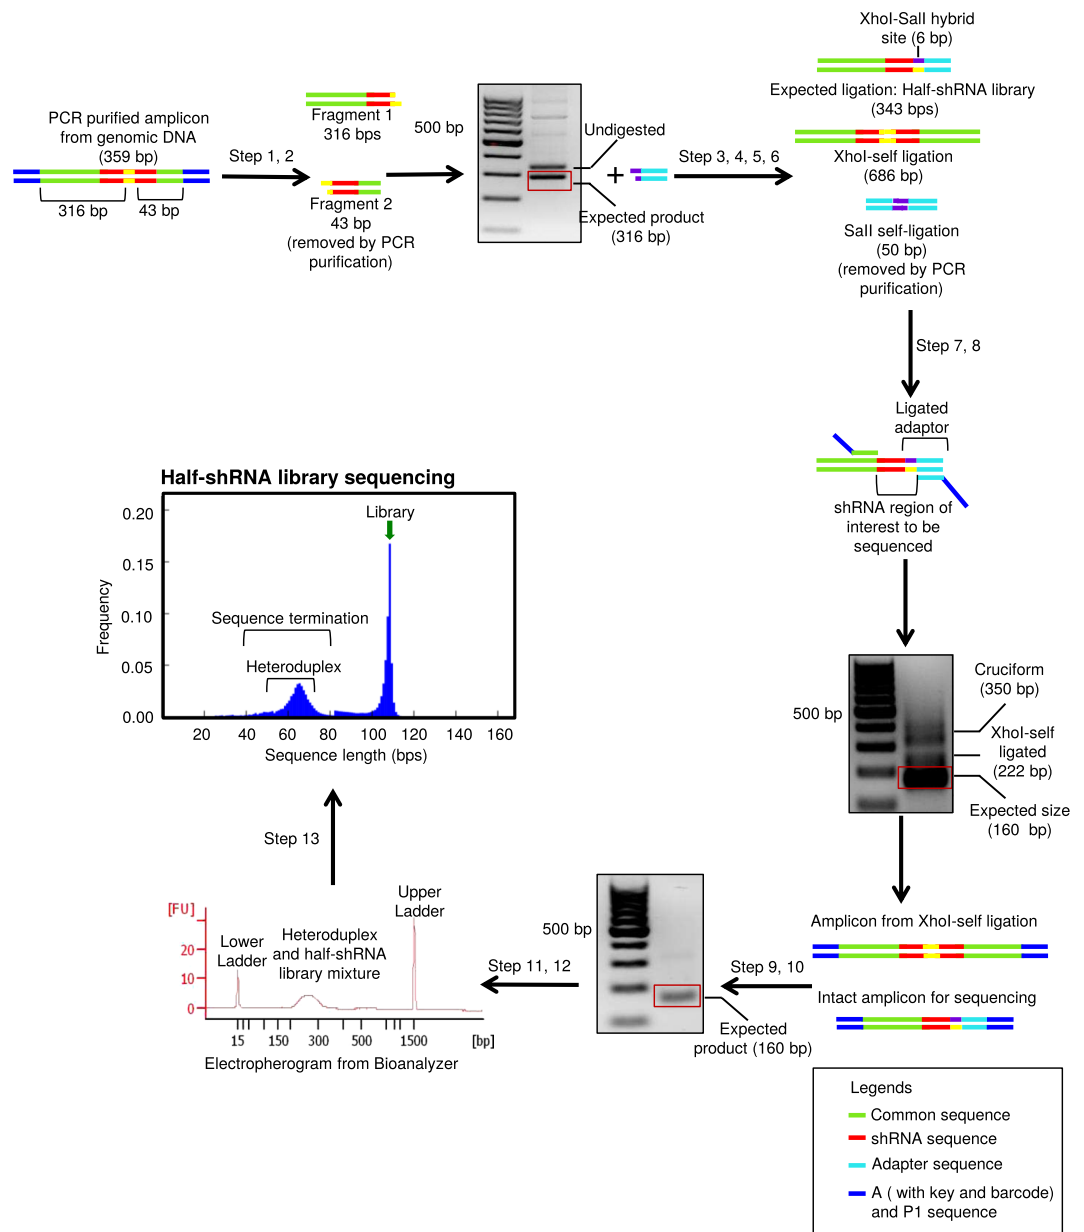 PCR purified amplicon
from genomic DNA
(359 bp)
316 bp
43 bp
Step 1, 2
Fragment 1
316 bps
Fragment 2
43 bp
(removed by PCR
purification)
500 bp
Undigested
Expected product
(316 bp)
+
Step 3, 4, 5, 6
XhoI-SalI hybrid
site (6 bp)
Expected ligation: Half-shRNA library
(343 bps)
XhoI-self ligation
(686 bp)
SalI self-ligation
(50 bp)
(removed by PCR
purification)
Step 7, 8
Ligated
adaptor
shRNA region of
interest to be
sequenced
500 bp
Cruciform
(350 bp)
XhoI-self
ligated
(222 bp)
Expected size
(160 bp)
Amplicon from XhoI-self ligation
Intact amplicon for sequencing
Step 9, 10
500 bp
Expected
product (160 bp)
Step 11, 12
[FU]
20
10
0
Lower
Ladder
Heteroduplex
and half-shRNA
library mixture
Upper
Ladder
15 150 300 500 1500 [bp]
Electropherogram from Bioanalyzer
Step 13
Half-shRNA library sequencing
Frequency
0.20
0.15
0.10
0.05
0.00
Library
Sequence termination
Heteroduplex
20 40 60 80 100 120 140 160
Sequence length (bps)
Legends
Common sequence
shRNA sequence
Adapter sequence
A ( with key and barcode)
and P1 sequence